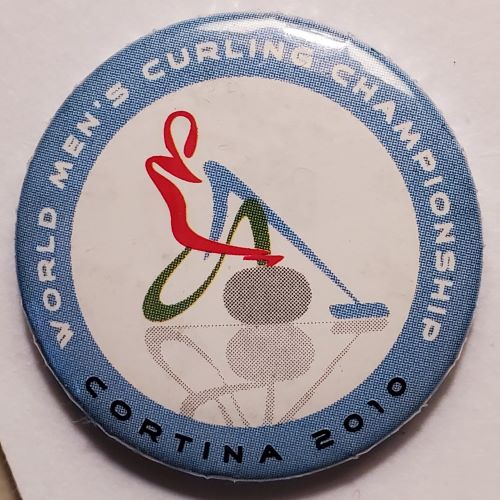 WORLD MEN'S CURLING CHAMPIONSHIP
CORTINA 2010